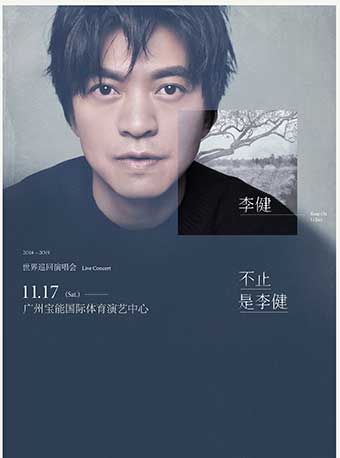 李健
不止
是李健
2018 - 2019
世界巡回演唱会 Live Concert
11.17 (Sat.)
广州宝能国际体育演艺中心